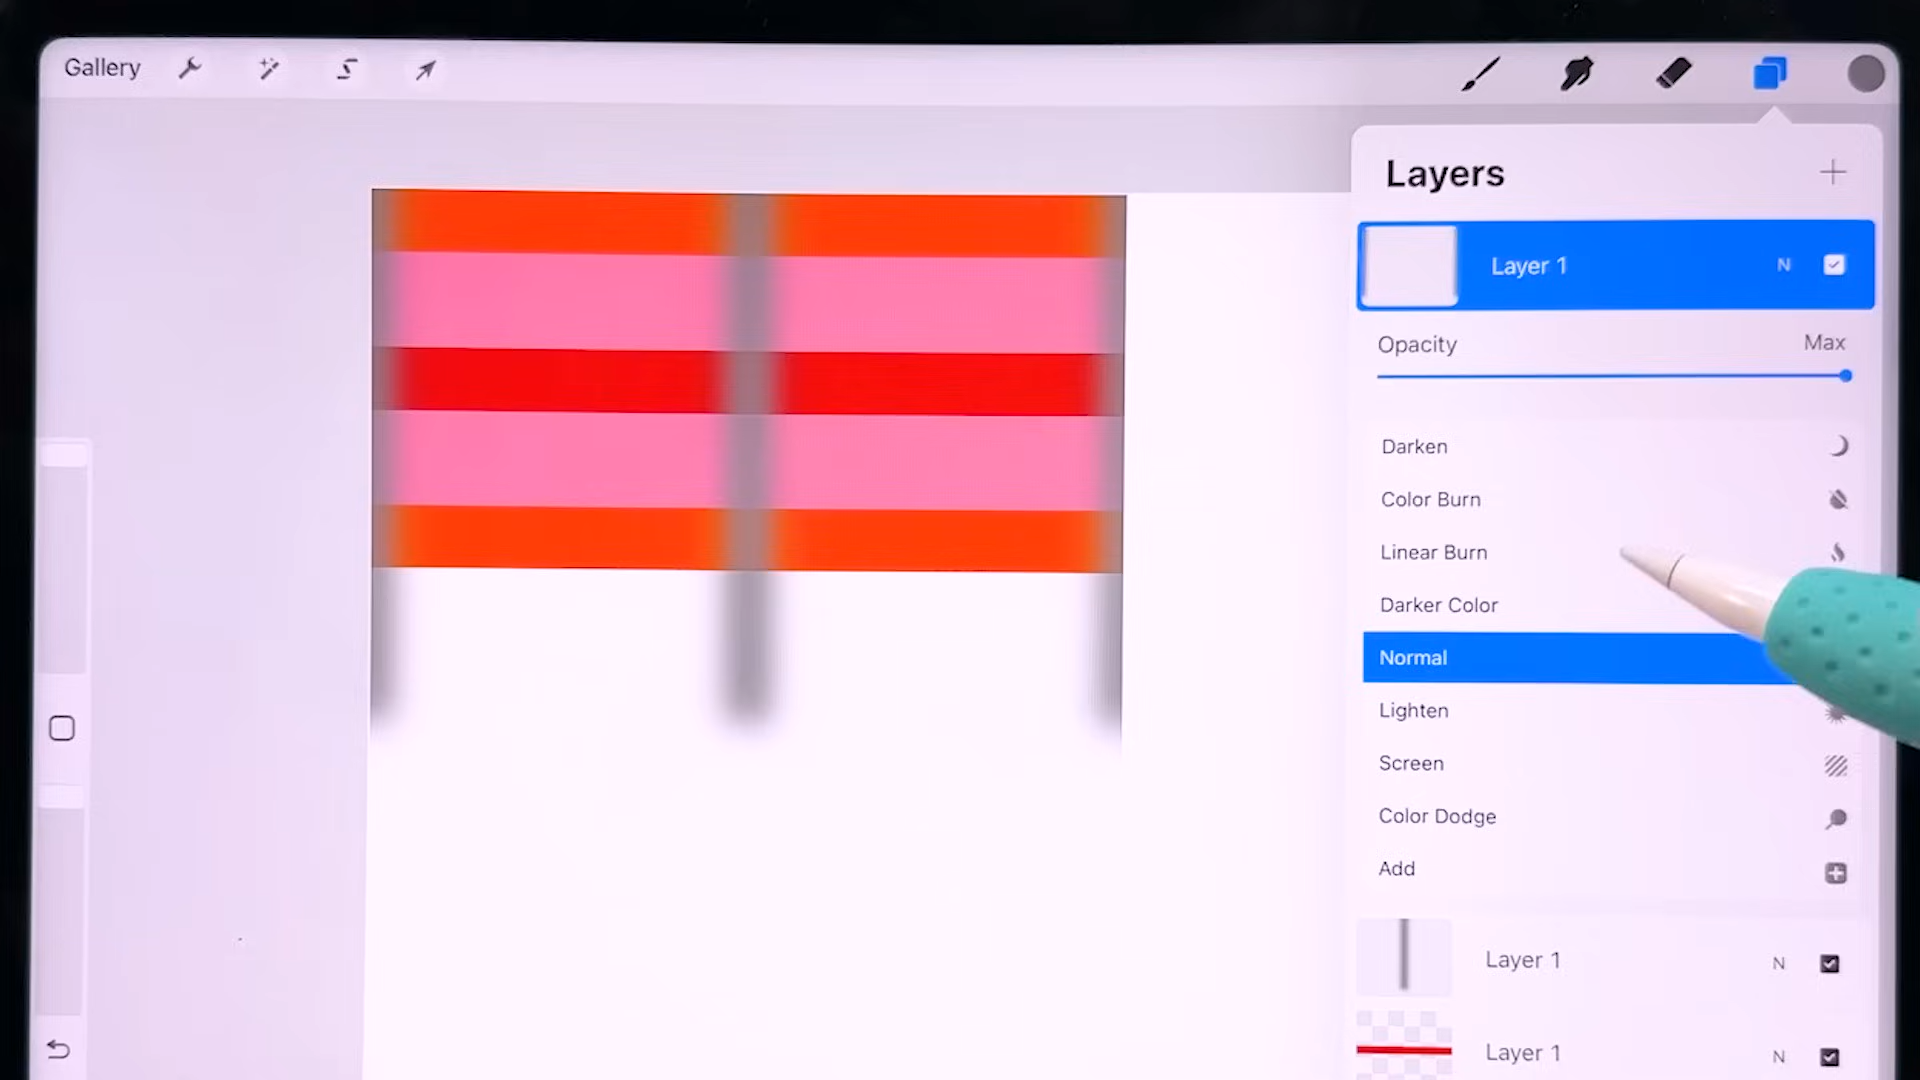 Gallery
Layers
Layer 1 N
Opacity Max
Darken
Color Burn
Linear Burn
Darker Color
Normal
Lighten
Screen
Color Dodge
Add
Layer 1 N
Layer 1 N